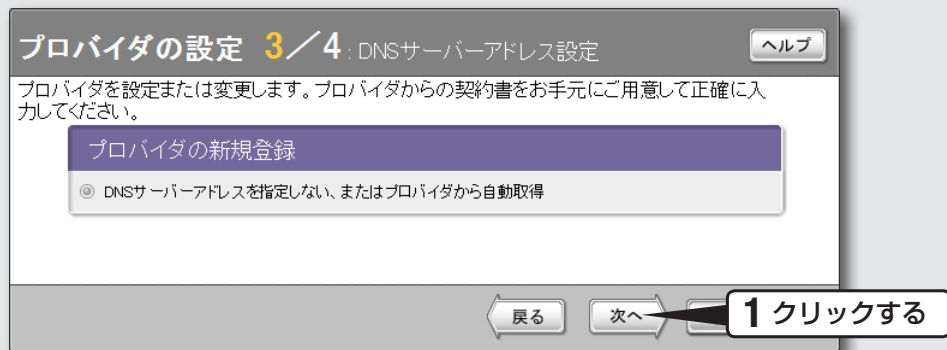 プロバイダの設定 3／4 : DNSサーバーアドレス設定
ヘルプ
プロバイダを設定または変更します。プロバイダからの契約書をお手元にご用意して正確に入
力してください。
プロバイダの新規登録
DNSサーバーアドレスを指定しない、またはプロバイダから自動取得
戻る
次へ
1 クリックする